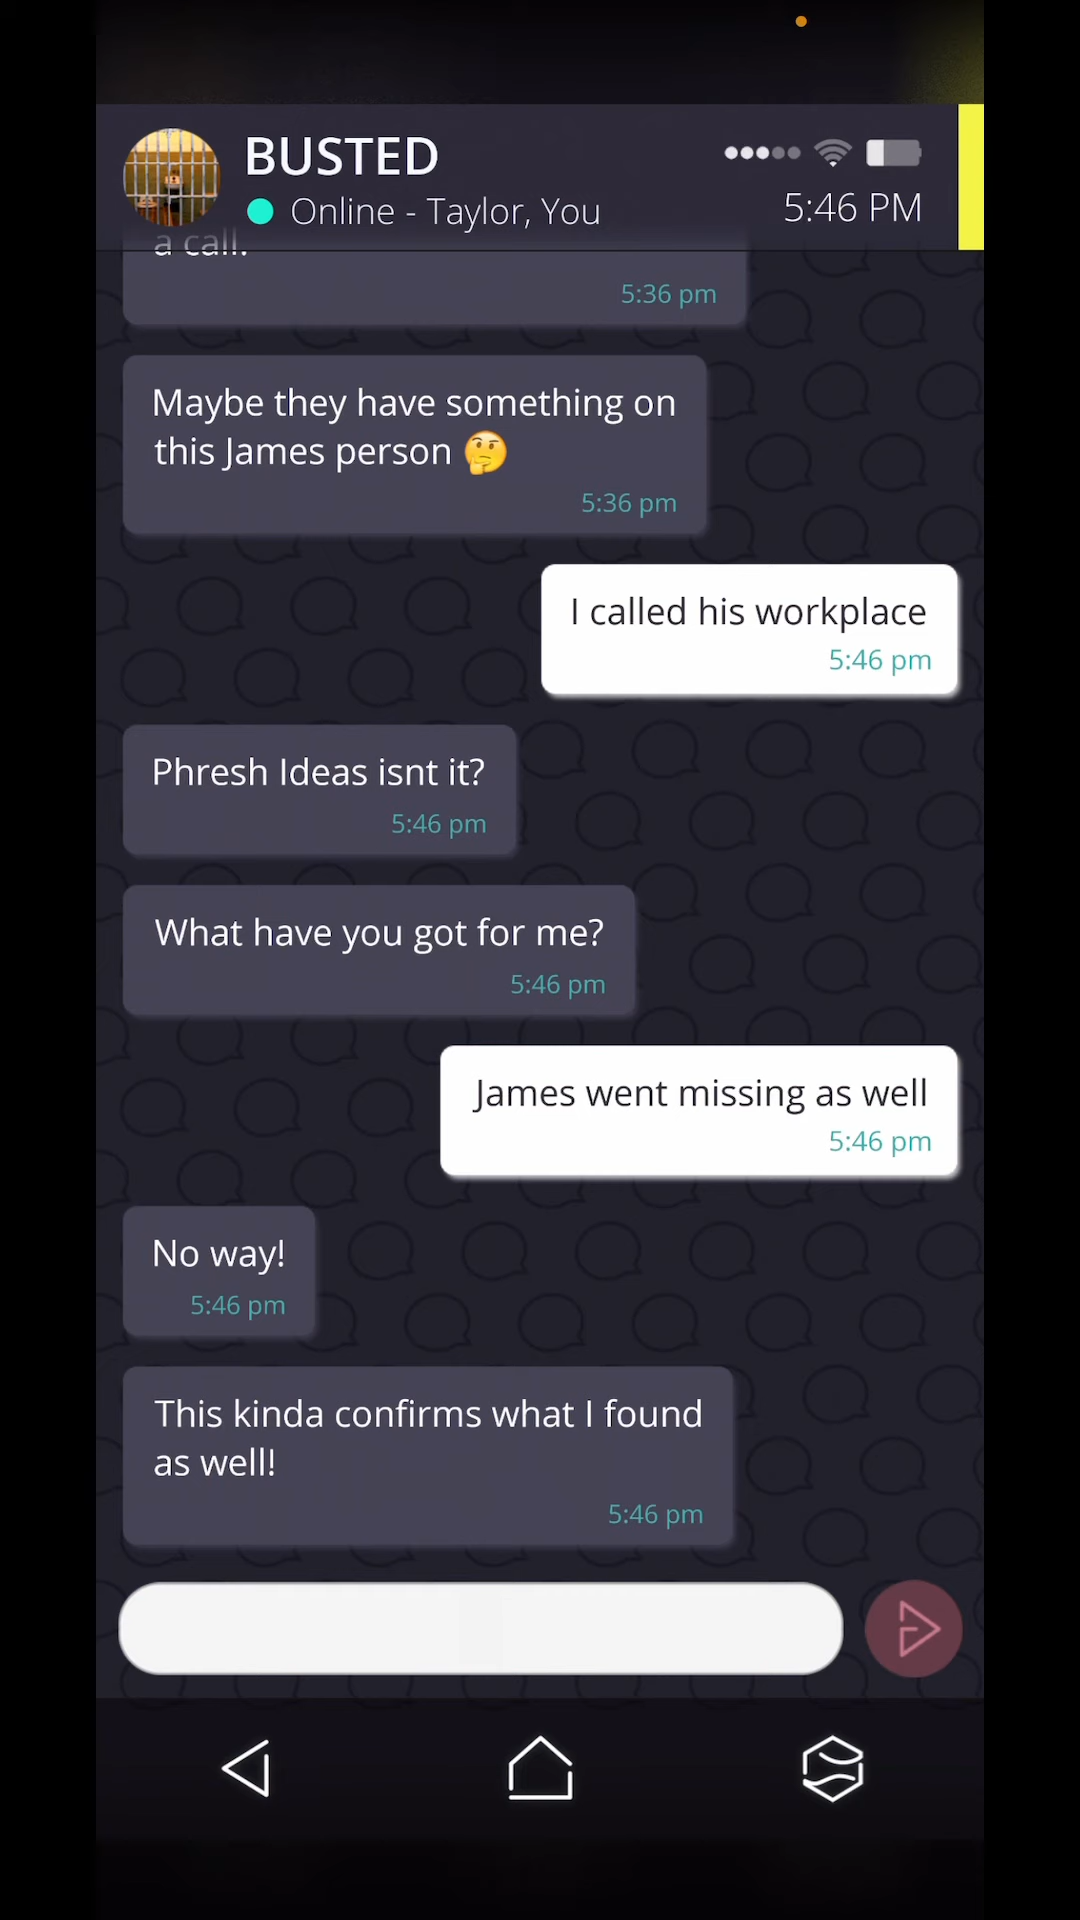 BUSTED
Online - Taylor, You
5:46 PM
a call.
5:36 pm
Maybe they have something on
this James person 🤔
5:36 pm
I called his workplace
5:46 pm
Phresh Ideas isnt it?
5:46 pm
What have you got for me?
5:46 pm
James went missing as well
5:46 pm
No way!
5:46 pm
This kinda confirms what I found
as well!
5:46 pm